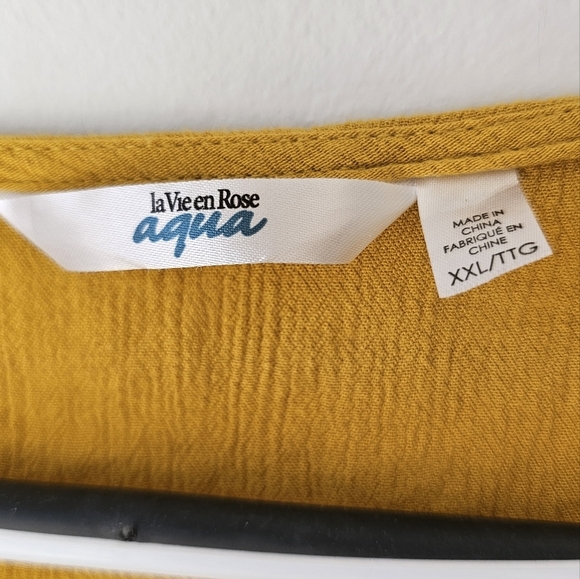 la Vie en Rose
aqua
MADE IN
CHINA
FABRIQUÉ EN
CHINE
XXL/TTG